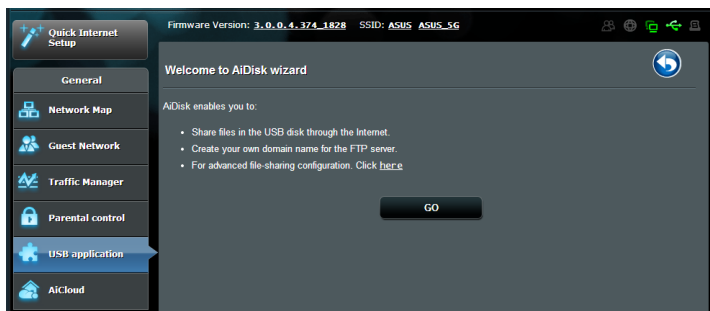 Quick Internet
Setup
Firmware Version: 3.0.0.4.374_1828 SSID: ASUS ASUS_5G
General
Network Map
Guest Network
Traffic Manager
Parental control
USB application
AiCloud
Welcome to AiDisk wizard
AiDisk enables you to:
• Share files in the USB disk through the Internet.
• Create your own domain name for the FTP server.
• For advanced file-sharing configuration. Click here
GO